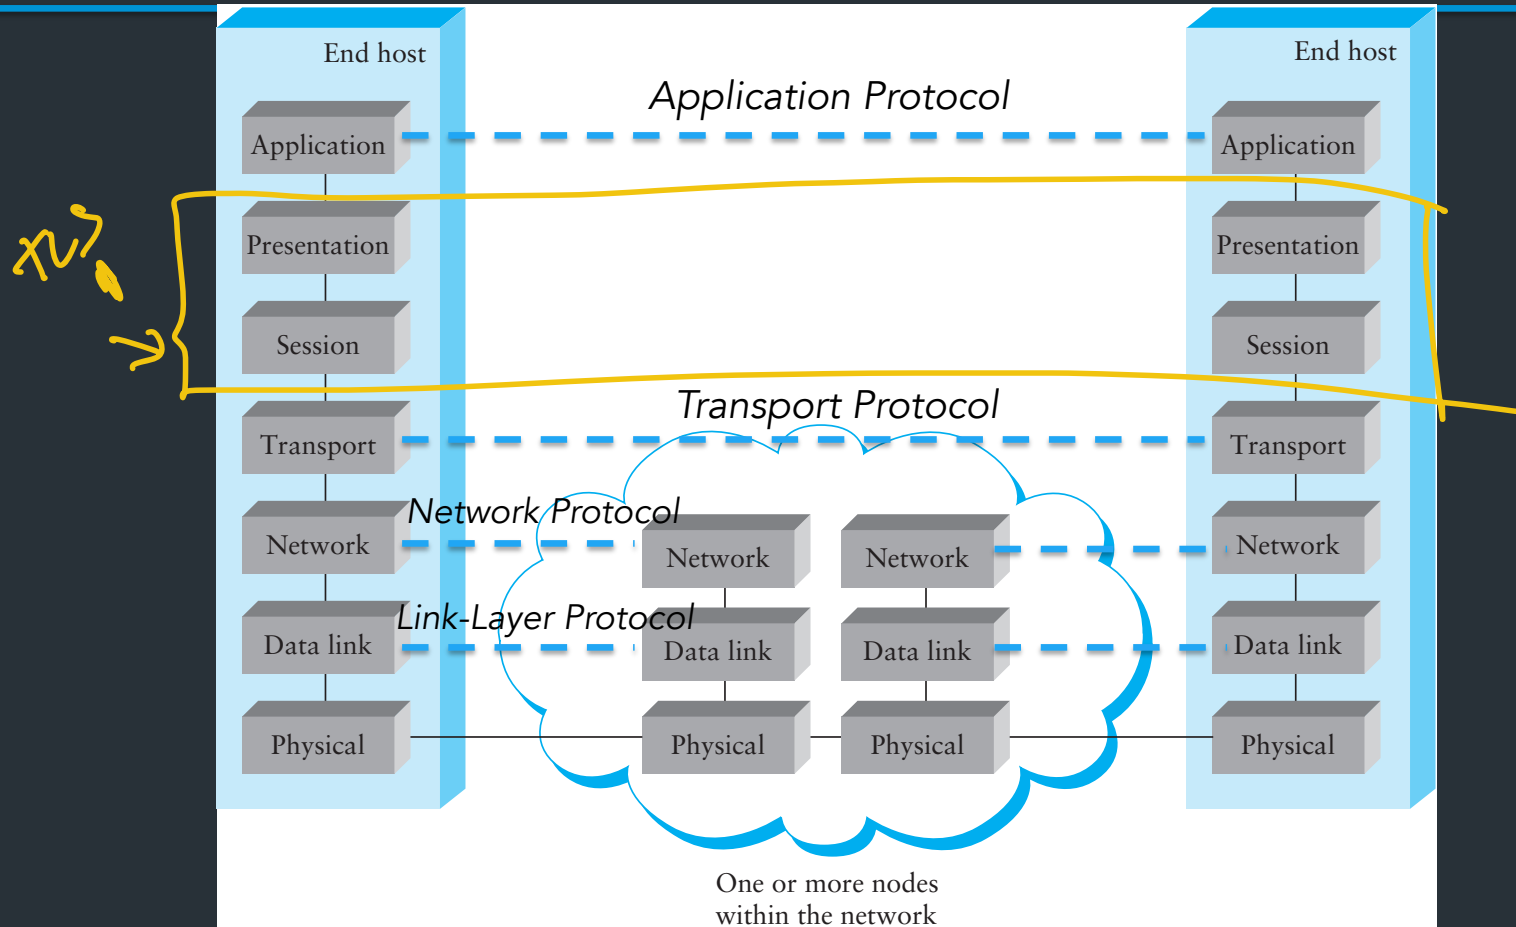 End host
End host
Application Protocol
Application
Application
Presentation
Presentation
Session
Session
Transport Protocol
Transport
Transport
Network Protocol
Network
Network
Network
Network
Link-Layer Protocol
Data link
Data link
Data link
Data link
Physical
Physical
Physical
Physical
One or more nodes
within the network